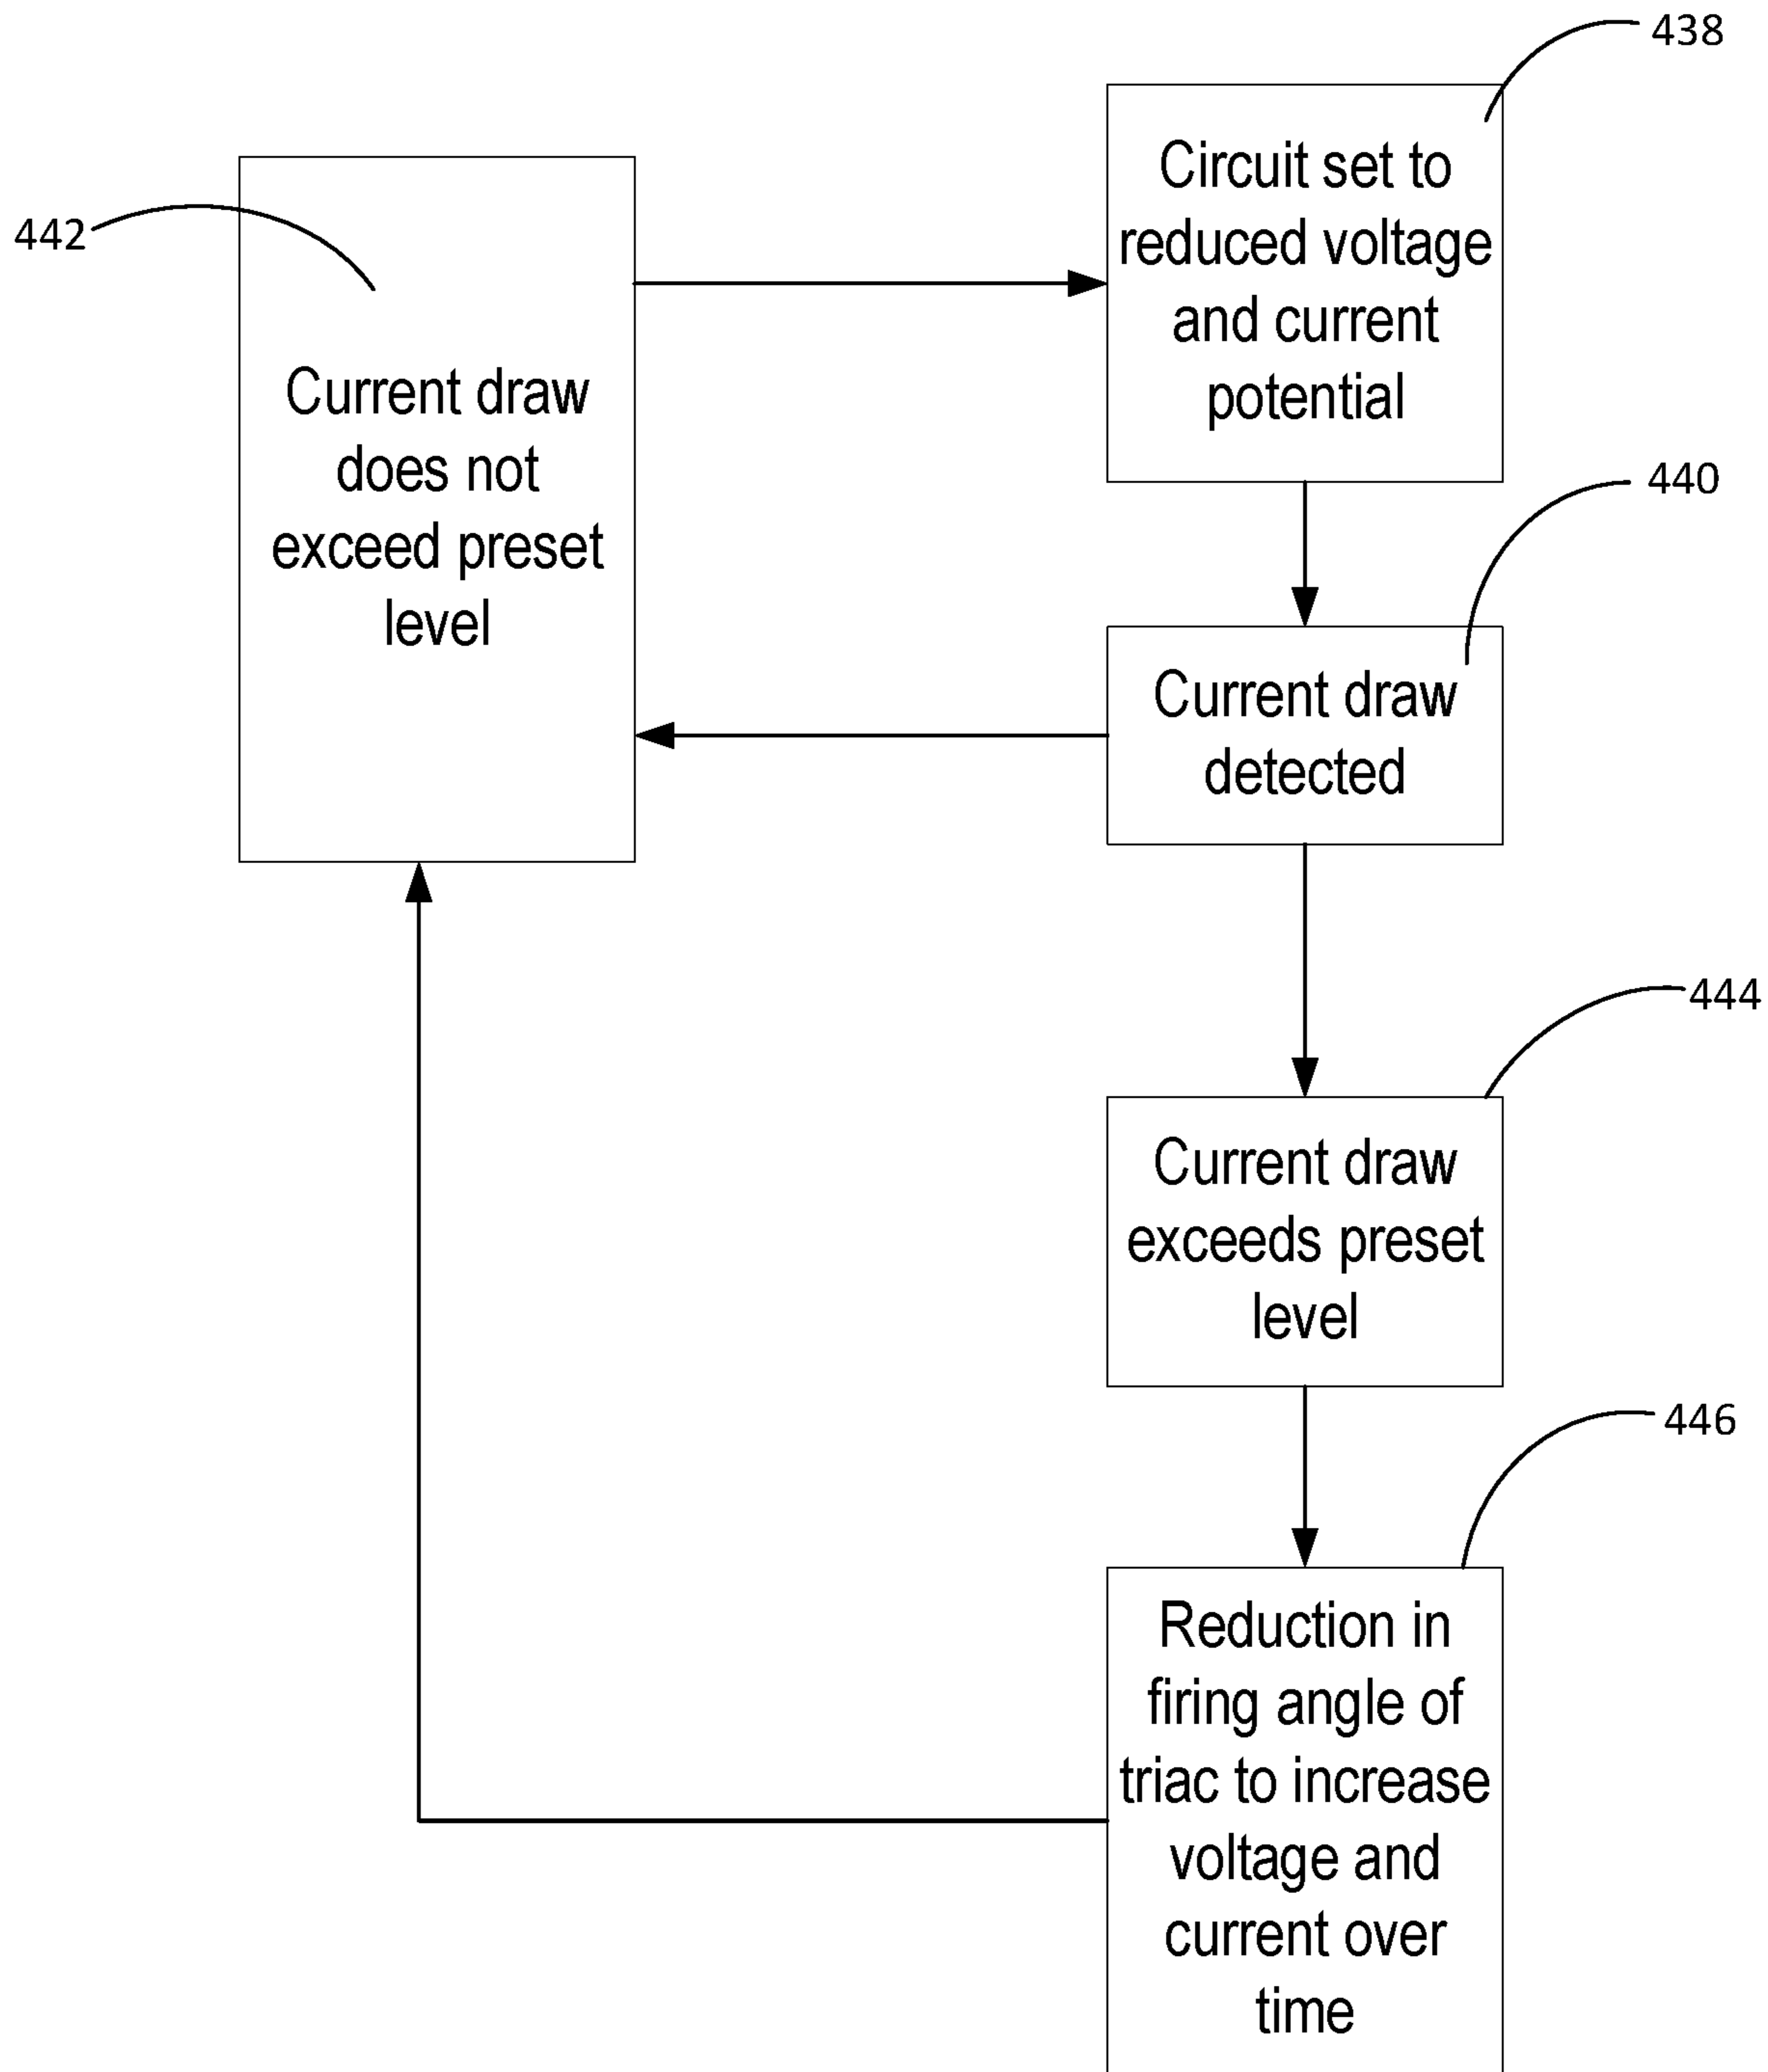 438
Circuit set to
reduced voltage
and current
potential
442
Current draw
does not
exceed preset
level
440
Current draw
detected
444
Current draw
exceeds preset
level
446
Reduction in
firing angle of
triac to increase
voltage and
current over
time